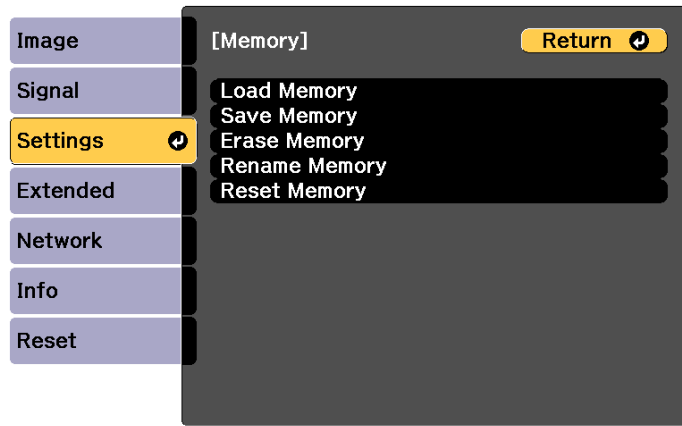 Image
Signal
Settings
Extended
Network
Info
Reset
[Memory]
Return
Load Memory
Save Memory
Erase Memory
Rename Memory
Reset Memory